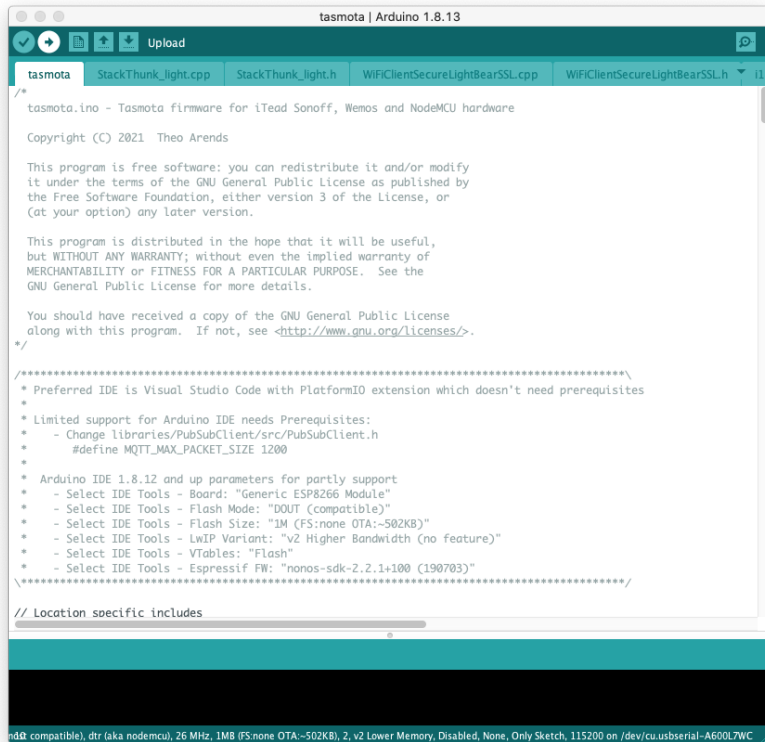 tasmota | Arduino 1.8.13
Upload
tasmota StackThunk_light.cpp StackThunk_light.h WiFiClientSecureLightBearSSL.cpp WiFiClientSecureLightBearSSL.h i1
/*
tasmota.ino - Tasmota firmware for iTead Sonoff, Wemos and NodeMCU hardware
Copyright (C) 2021 Theo Arends
This program is free software: you can redistribute it and/or modify
it under the terms of the GNU General Public License as published by
the Free Software Foundation, either version 3 of the License, or
(at your option) any later version.
This program is distributed in the hope that it will be useful,
but WITHOUT ANY WARRANTY; without even the implied warranty of
MERCHANTABILITY or FITNESS FOR A PARTICULAR PURPOSE. See the
GNU General Public License for more details.
You should have received a copy of the GNU General Public License
along with this program. If not, see <http://www.gnu.org/licenses/>.
*/
/*********************************************************************************************\
* Preferred IDE is Visual Studio Code with PlatformIO extension which doesn't need prerequisites
*
* Limited support for Arduino IDE needs Prerequisites:
* - Change libraries/PubSubClient/src/PubSubClient.h
* #define MQTT_MAX_PACKET_SIZE 1200
*
* Arduino IDE 1.8.12 and up parameters for partly support
* - Select IDE Tools - Board: "Generic ESP8266 Module"
* - Select IDE Tools - Flash Mode: "DOUT (compatible)"
* - Select IDE Tools - Flash Size: "1M (FS:none OTA:~502KB)"
* - Select IDE Tools - LwIP Variant: "v2 Higher Bandwidth (no feature)"
* - Select IDE Tools - VTables: "Flash"
* - Select IDE Tools - Espressif FW: "nonos-sdk-2.2.1+100 (190703)"
\*********************************************************************************************/
// Location specific includes
compatible), dtr (aka nodemcu), 26 MHz, 1MB (FS:none OTA:~502KB), 2, v2 Lower Memory, Disabled, None, Only Sketch, 115200 on /dev/cu.usbserial-A600L7WC